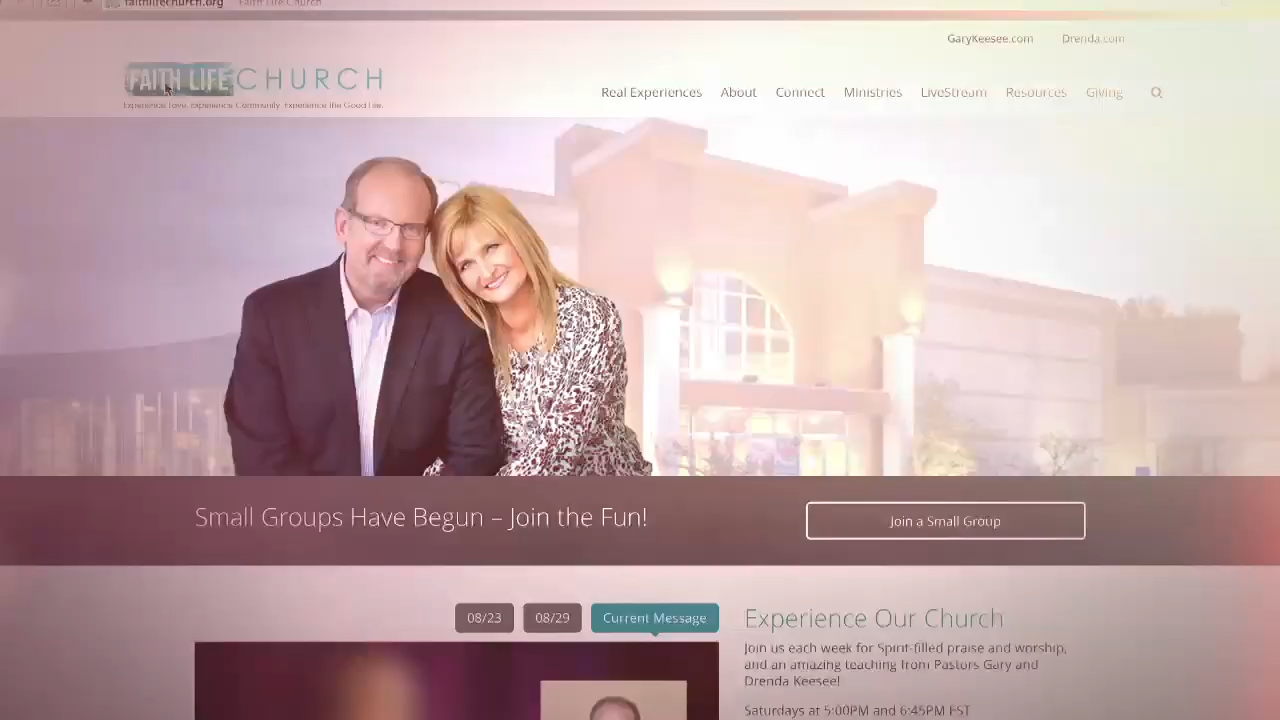 faithlifechurch.org Faith Life Church
GaryKeesee.com Drenda.com
FAITH LIFE CHURCH
Experience Love. Experience Community. Experience the Good Life.
Real Experiences About Connect Ministries LiveStream Resources Giving
Small Groups Have Begun – Join the Fun!
Join a Small Group
08/23 08/29 Current Message
Experience Our Church
Join us each week for Spirit-filled praise and worship,
and an amazing teaching from Pastors Gary and
Drenda Keesee!
Saturdays at 5:00PM and 6:45PM EST